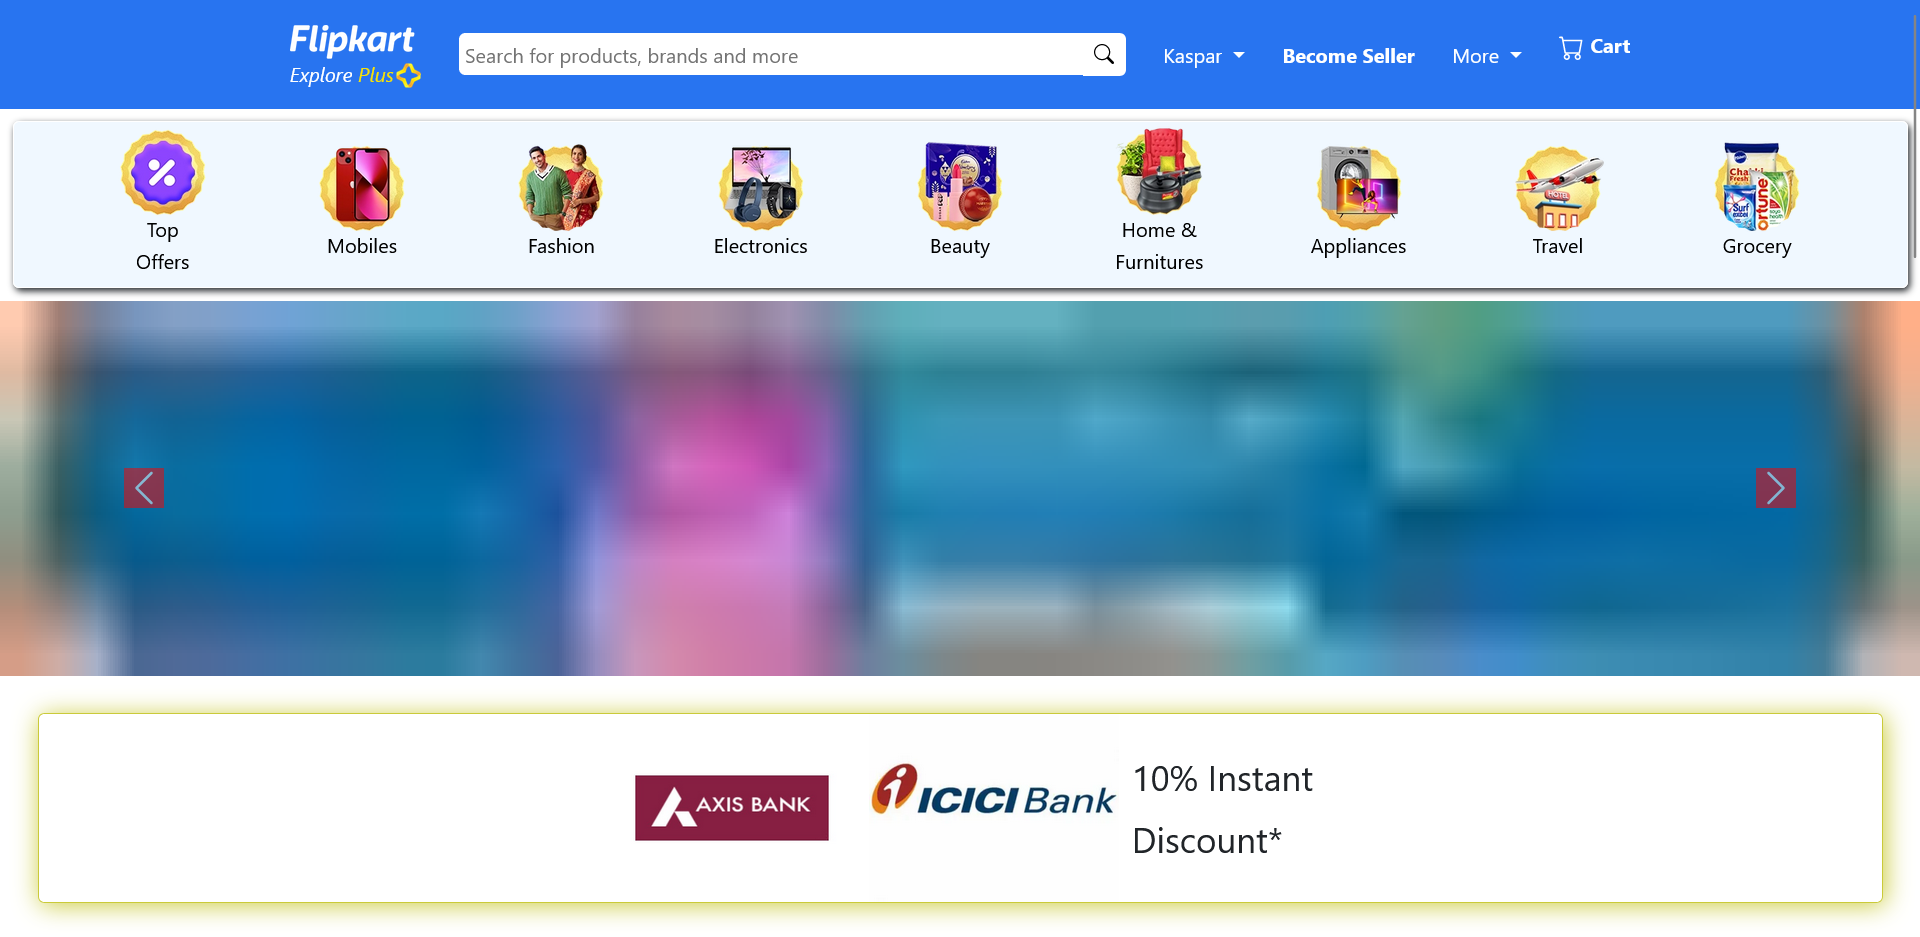 Flipkart
Explore Plus
Search for products, brands and more
Kaspar
Become Seller
More
Cart
Top
Offers
Mobiles
Fashion
Electronics
Beauty
Home &
Furnitures
Appliances
Travel
Grocery
AXIS BANK
ICICI Bank
10% Instant
Discount*